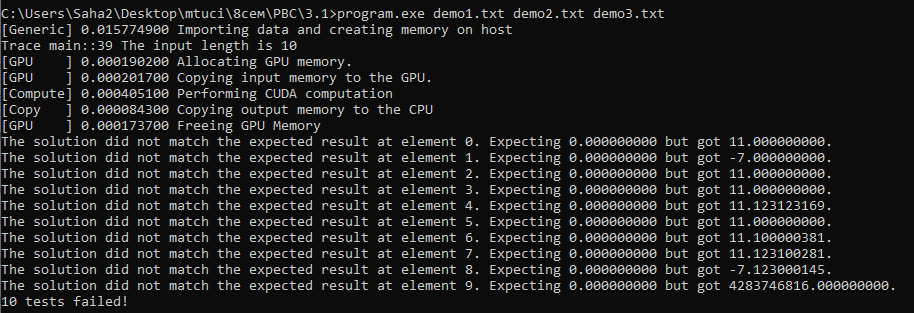 C:\Users\Saha2\Desktop\mtuci\8сем\РВС\3.1>program.exe demo1.txt demo2.txt demo3.txt
[Generic] 0.015774900 Importing data and creating memory on host
Trace main::39 The input length is 10
[GPU    ] 0.000190200 Allocating GPU memory.
[GPU    ] 0.000201700 Copying input memory to the GPU.
[Compute] 0.000405100 Performing CUDA computation
[Copy   ] 0.000084300 Copying output memory to the CPU
[GPU    ] 0.000173700 Freeing GPU Memory
The solution did not match the expected result at element 0. Expecting 0.000000000 but got 11.000000000.
The solution did not match the expected result at element 1. Expecting 0.000000000 but got -7.000000000.
The solution did not match the expected result at element 2. Expecting 0.000000000 but got 11.000000000.
The solution did not match the expected result at element 3. Expecting 0.000000000 but got 11.000000000.
The solution did not match the expected result at element 4. Expecting 0.000000000 but got 11.123123169.
The solution did not match the expected result at element 5. Expecting 0.000000000 but got 11.000000000.
The solution did not match the expected result at element 6. Expecting 0.000000000 but got 11.100000381.
The solution did not match the expected result at element 7. Expecting 0.000000000 but got 11.123100281.
The solution did not match the expected result at element 8. Expecting 0.000000000 but got -7.123000145.
The solution did not match the expected result at element 9. Expecting 0.000000000 but got 4283746816.000000000.
10 tests failed!